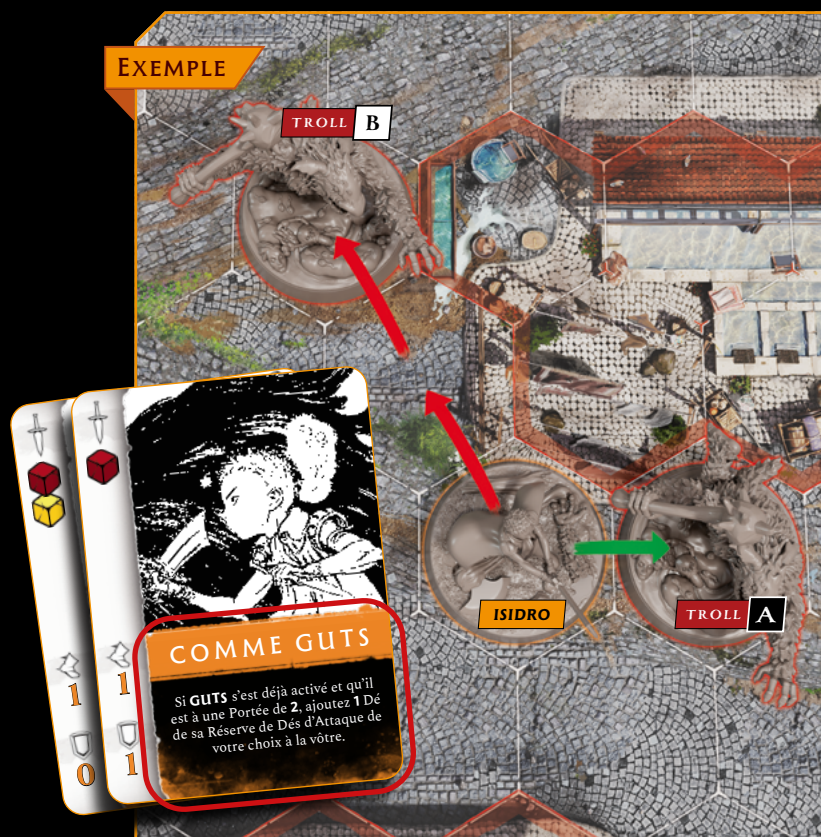 EXEMPLE
TROLL B
ISIDRO
TROLL A
1
0
1
1
COMME GUTS
Si GUTS s'est déjà activé et qu'il
est à une Portée de 2, ajoutez 1 Dé
de sa Réserve de Dés d'Attaque de
votre choix à la vôtre.